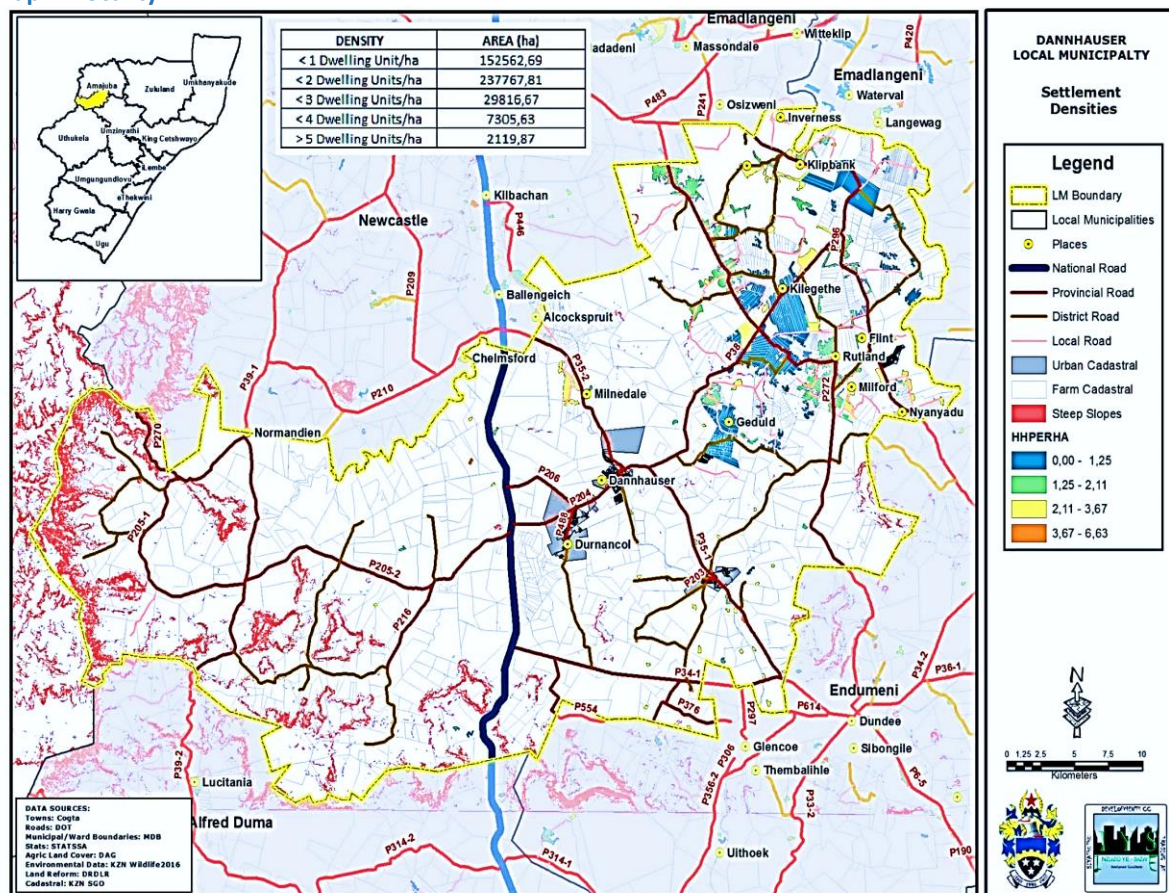 Emadlangeni
Witteklip
Massondale
P420
P483
P241
Emadlangeni
Waterval
Osizweni
Inverness
Langewag
Klipbank
Amajuba
Zululand
Umkhanyakude
Uthukela
Umzinyathi
King Cetshwayo
iLembe
Umgungundlovu
eThekwini
Harry Gwala
Ugu
DENSITY AREA (ha)
< 1 Dwelling Unit/ha 152562,69
< 2 Dwelling Units/ha 237767,81
< 3 Dwelling Units/ha 29816,67
< 4 Dwelling Units/ha 7305,63
> 5 Dwelling Units/ha 2119,87
Kilbachan
Newcastle
P446
P209
P296
Ballengeich
Kilegethe
Alcockspruit
Flint
Chelmsford
P35-2
P38
Rutland
P39-1
P210
P272
Milford
Milnedale
Nyanyadu
Geduld
Normandien
P270
Dannhauser
P206
P204
P488
P205-1
Durnancol
P35-1
P203
P205-2
P216
P34-1
P34-2
P36-1
Endumeni
P554
P376
P297
P614
Dundee
P39-2
Glencoe
Sibongile
P306
Thembalihle
Lucitania
P356-2
P33-2
P6-5
Alfred Duma
P314-2
P314-1
Uithoek
P190
DATA SOURCES:
Towns: Cogta
Roads: DOT
Municipal/Ward Boundaries: MDB
Stats: STATSSA
Agric Land Cover: DAG
Environmental Data: KZN Wildlife2016
Land Reform: DRDLR
Cadastral: KZN SGO
DANNHAUSER
LOCAL MUNICIPALTY
Settlement
Densities
Legend
LM Boundary
Local Municipalities
Places
National Road
Provincial Road
District Road
Local Road
Urban Cadastral
Farm Cadastral
Steep Slopes
HHPERHA
0,00 - 1,25
1,25 - 2,11
2,11 - 3,67
3,67 - 6,63
N
0 1.25 2.5 5 7.5 10
Kilometers